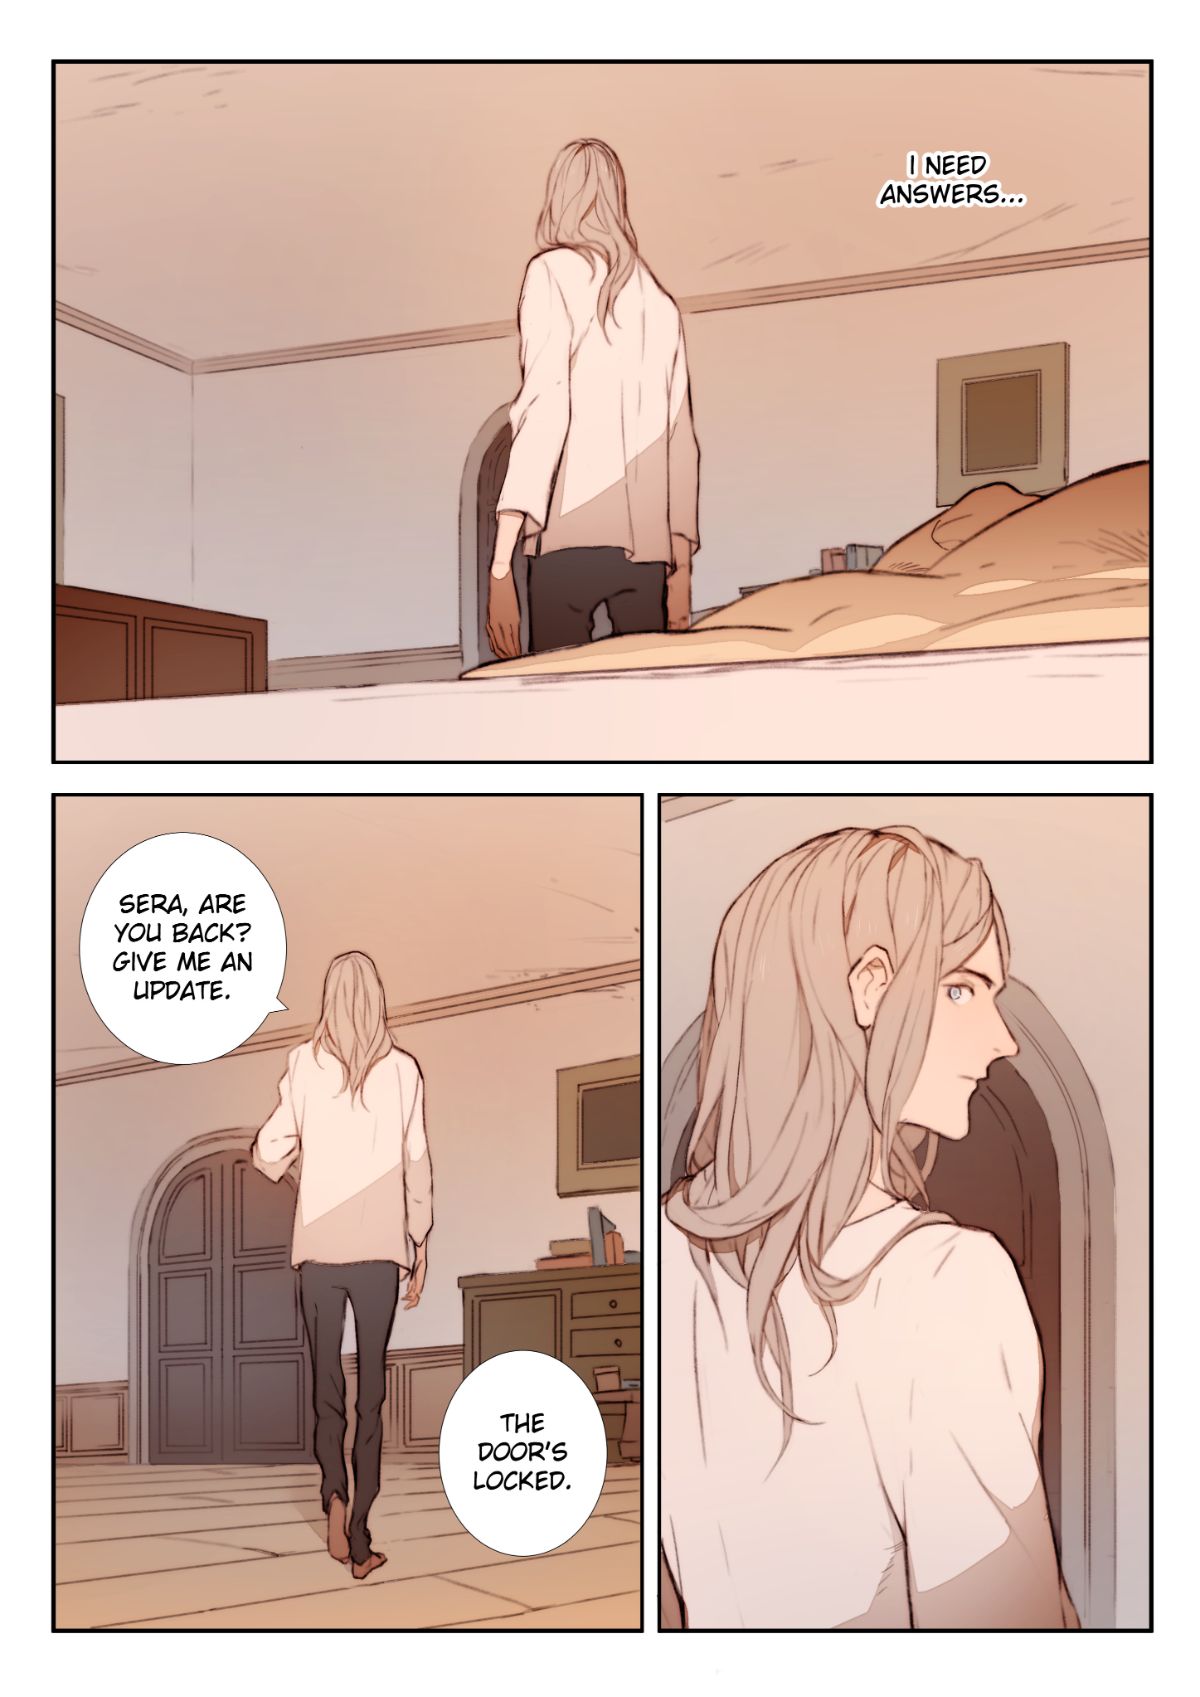 I NEED
ANSWERS...
SERA, ARE
YOU BACK?
GIVE ME AN
UPDATE.
THE
DOOR'S
LOCKED.